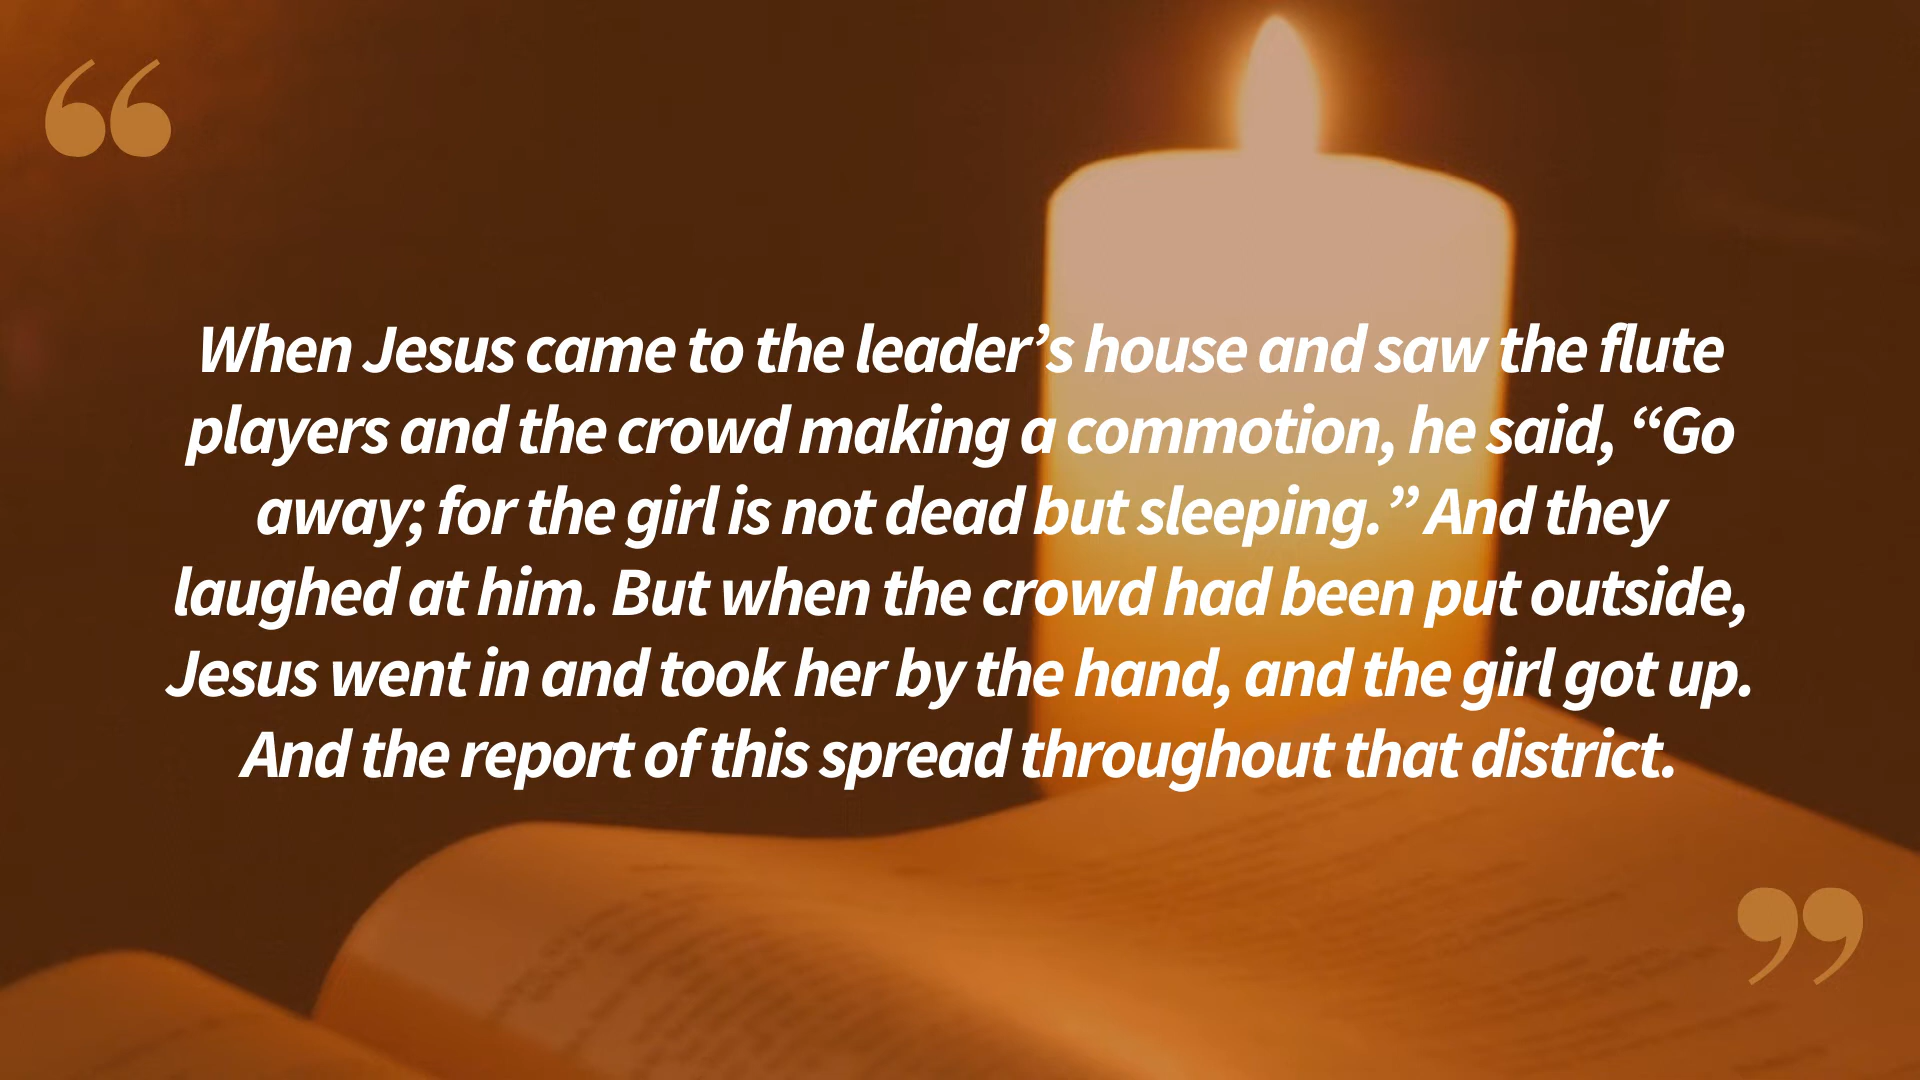 “
When Jesus came to the leader’s house and saw the flute
players and the crowd making a commotion, he said, “Go
away; for the girl is not dead but sleeping.” And they
laughed at him. But when the crowd had been put outside,
Jesus went in and took her by the hand, and the girl got up.
And the report of this spread throughout that district.
”